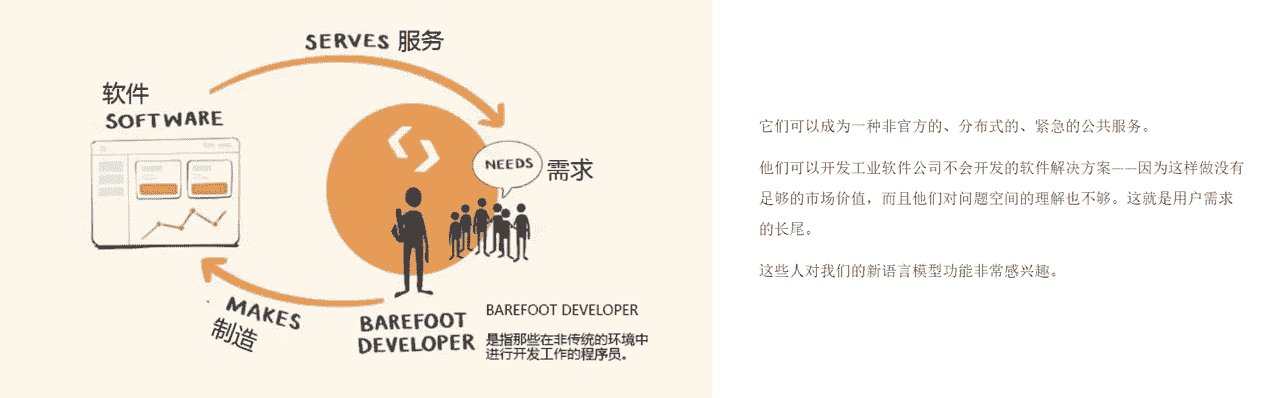 SERVES 服务
软件
SOFTWARE
NEEDS
需求
MAKES
制造
BAREFOOT
DEVELOPER
BAREFOOT DEVELOPER
是指那些在非传统的环境中
进行开发工作的程序员。
它们可以成为一种非官方的、分布式的、紧急的公共服务。
他们可以开发工业软件公司不会开发的软件解决方案——因为这样做没有
足够的市场价值，而且他们对问题空间的理解也不够。这就是用户需求
的长尾。
这些人对我们的新语言模型功能非常感兴趣。